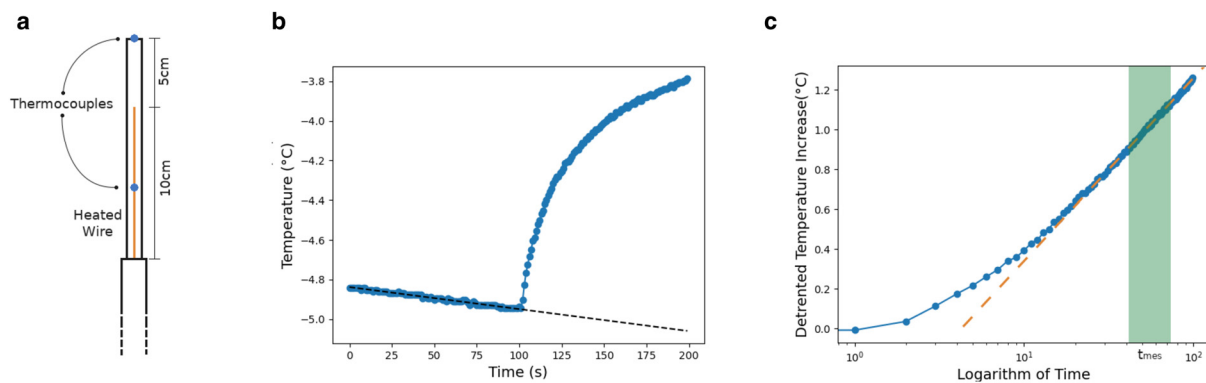 a
Thermocouples
Heated
Wire
5cm
10cm
b
Temperature (°C)
−3.8
−4.0
−4.2
−4.4
−4.6
−4.8
−5.0
0
25
50
75
100
125
150
175
200
Time (s)
c
Detrented Temperature Increase(°C)
1.2
1.0
0.8
0.6
0.4
0.2
0.0
10⁰
10¹
tmes
10²
Logarithm of Time